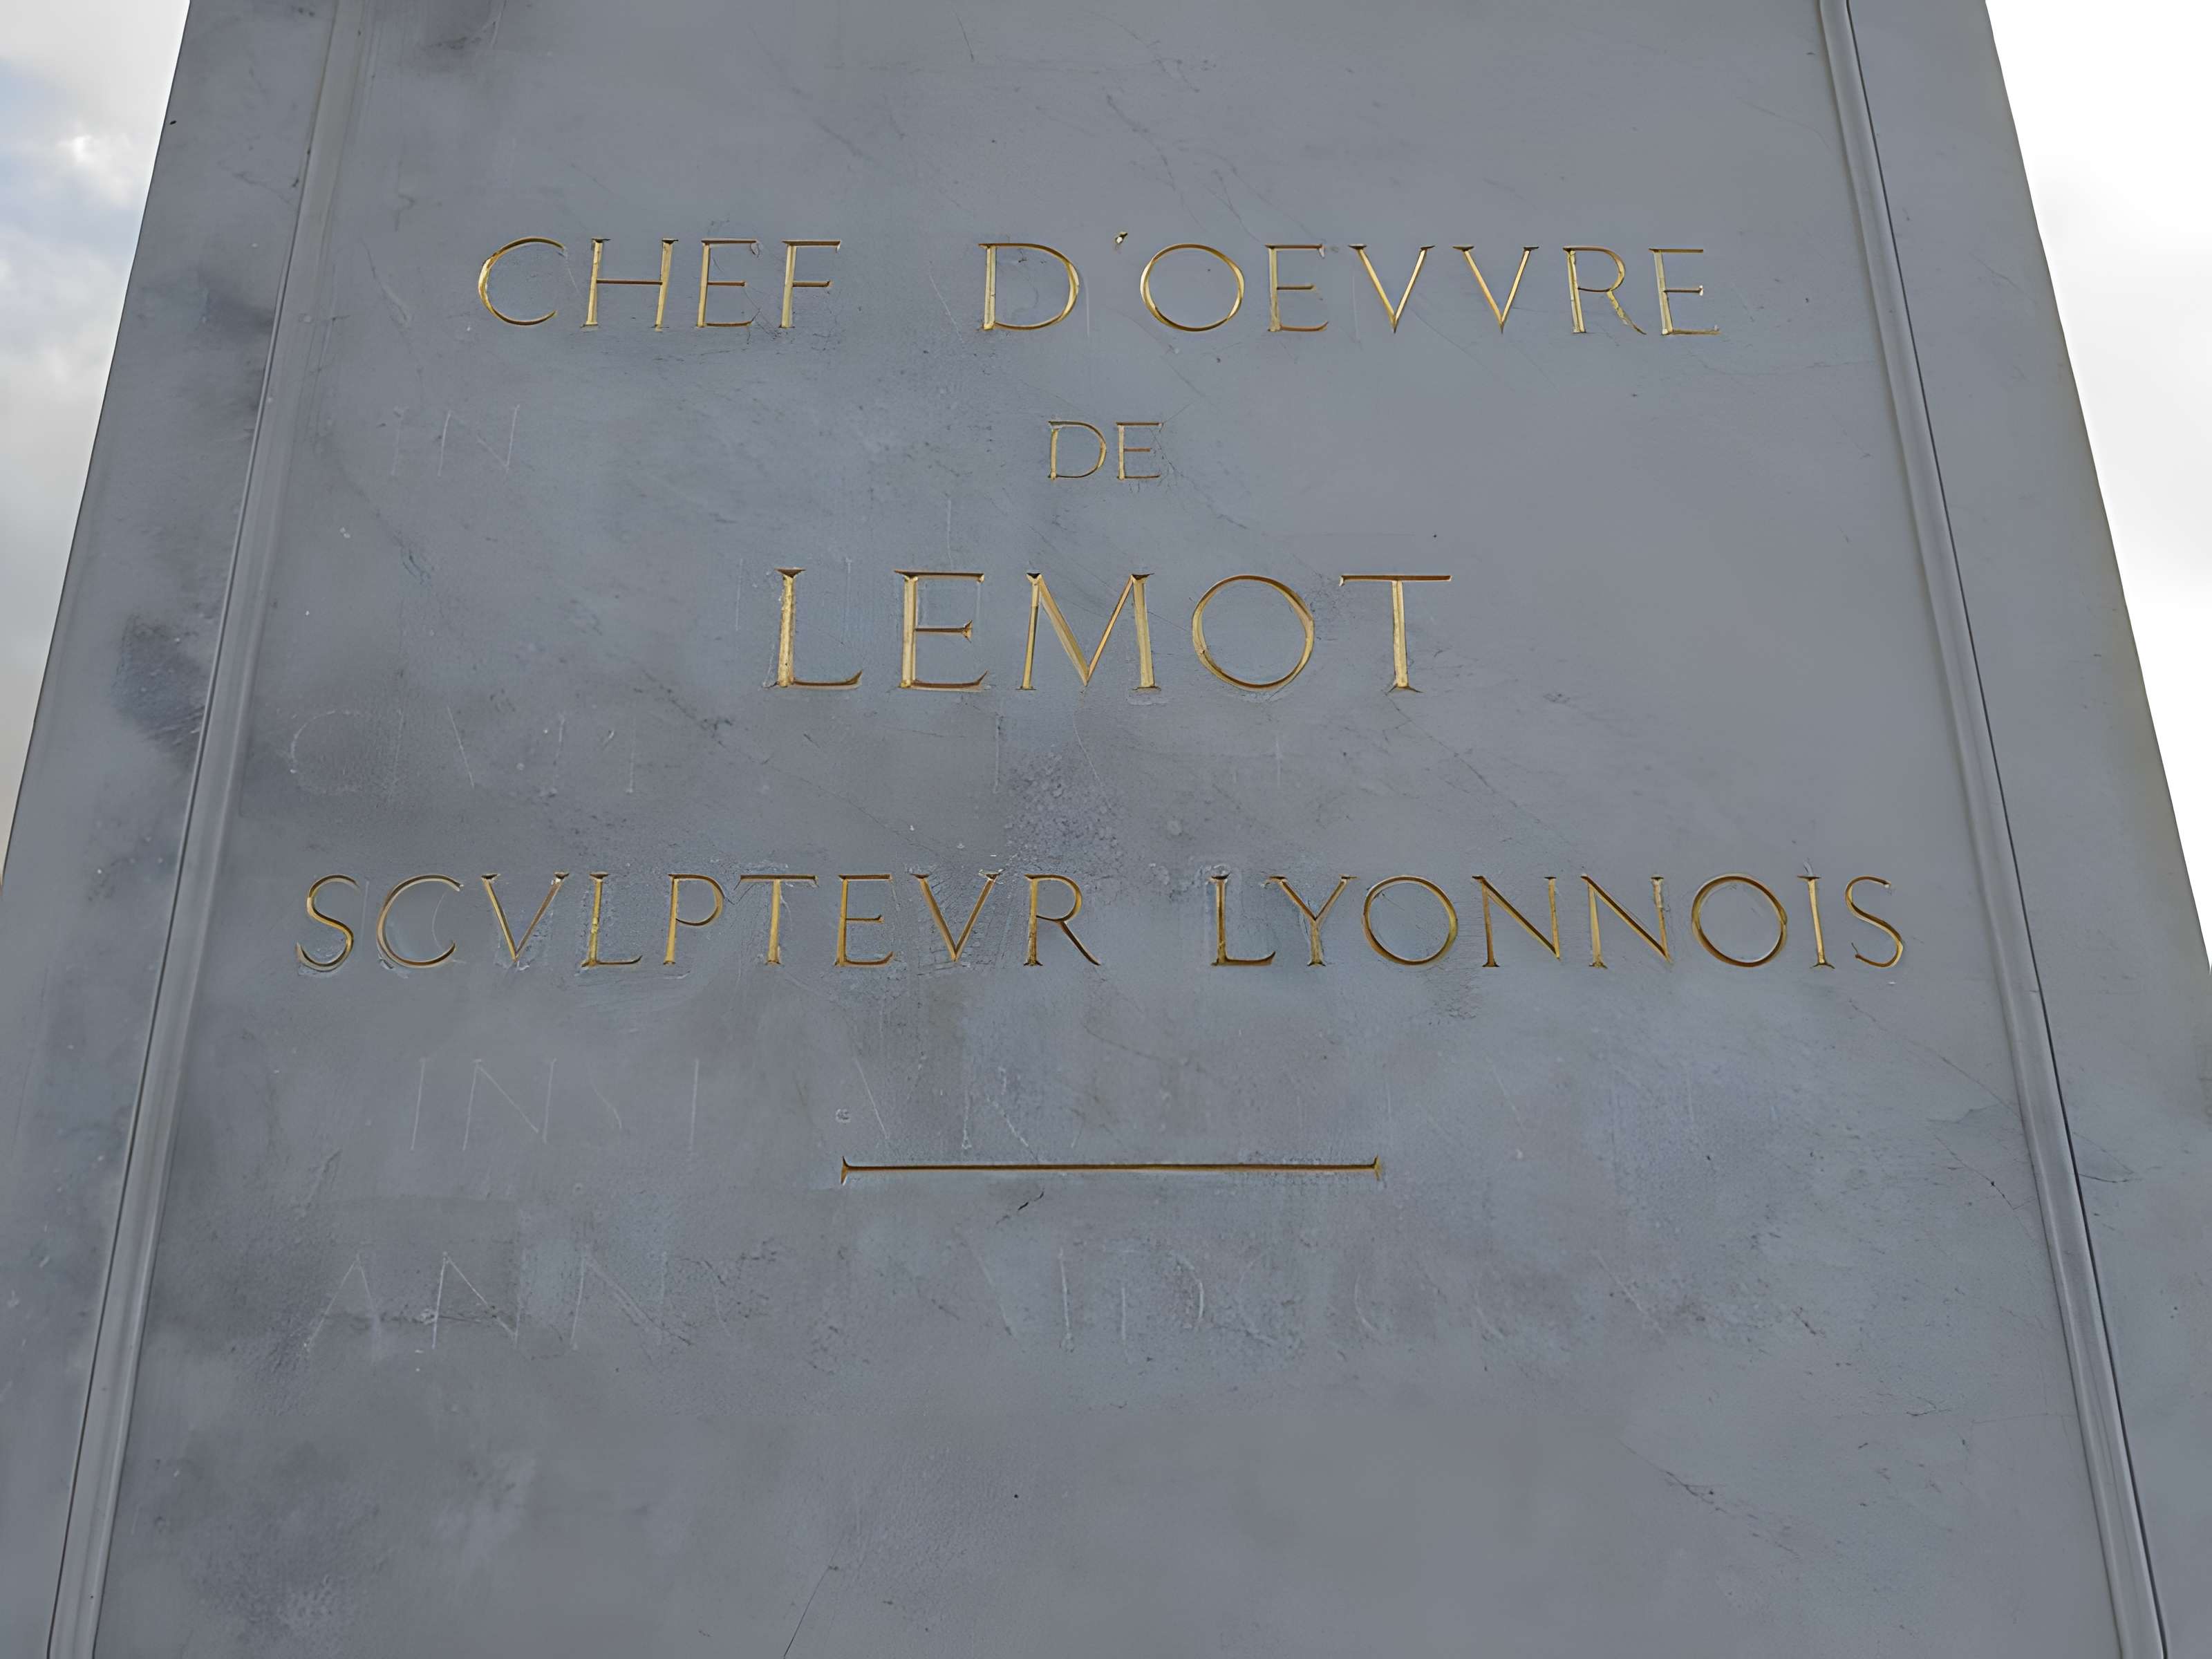 CHEF D'OEVVRE
DE
LEMOT
SCVLPTEVR LYONNOIS